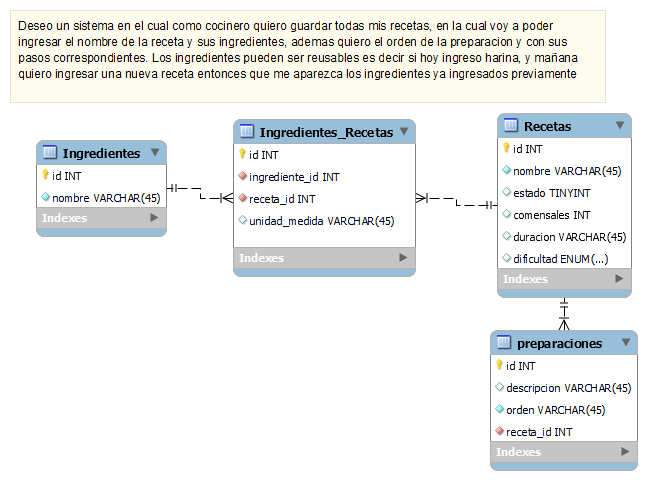 Deseo un sistema en el cual como cocinero quiero guardar todas mis recetas, en la cual voy a poder
ingresar el nombre de la receta y sus ingredientes, ademas quiero el orden de la preparacion y con sus
pasos correspondientes. Los ingredientes pueden ser reusables es decir si hoy ingreso harina, y mañana
quiero ingresar una nueva receta entonces que me aparezca los ingredientes ya ingresados previamente
Ingredientes
id INT
nombre VARCHAR(45)
Indexes
Ingredientes_Recetas
id INT
ingrediente_id INT
receta_id INT
unidad_medida VARCHAR(45)
Indexes
Recetas
id INT
nombre VARCHAR(45)
estado TINYINT
comensales INT
duracion VARCHAR(45)
dificultad ENUM(...)
Indexes
preparaciones
id INT
descripcion VARCHAR(45)
orden VARCHAR(45)
receta_id INT
Indexes